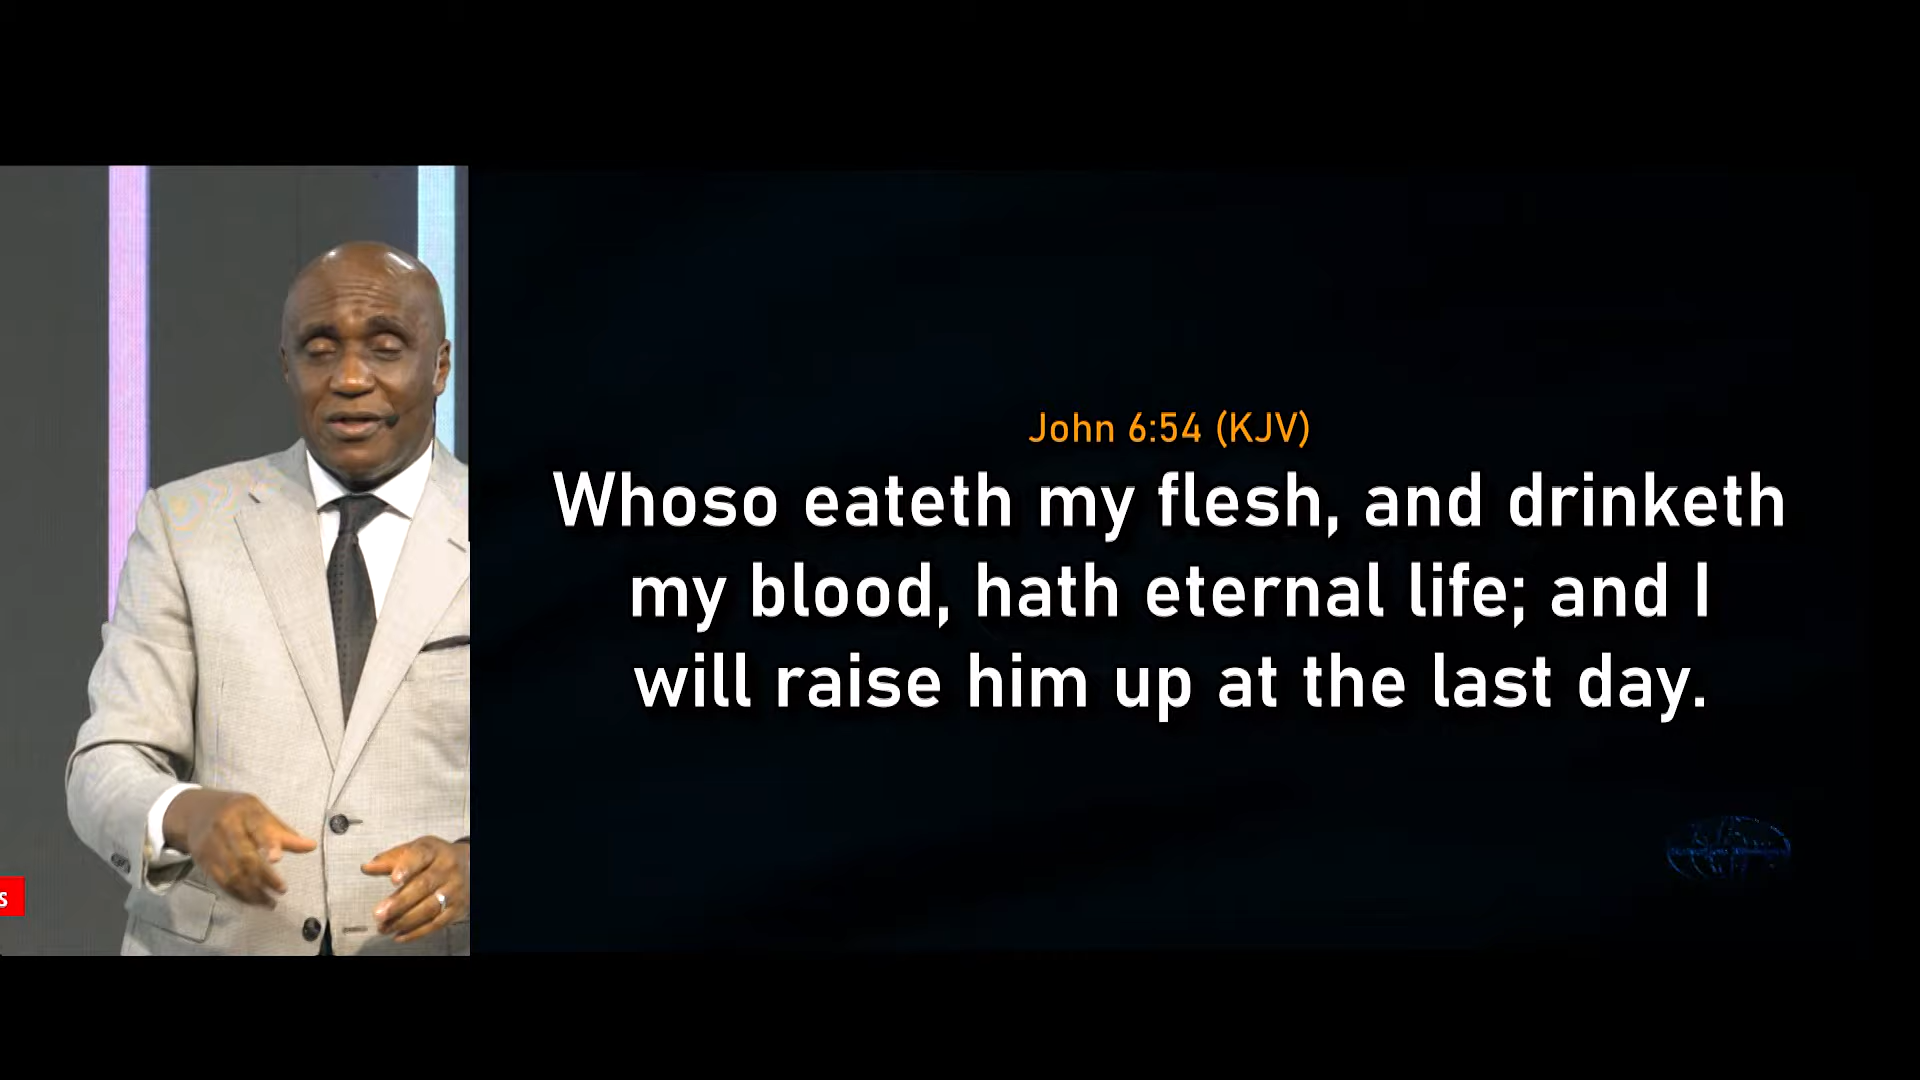 John 6:54 (KJV)
Whoso eateth my flesh, and drinketh
my blood, hath eternal life; and I
will raise him up at the last day.